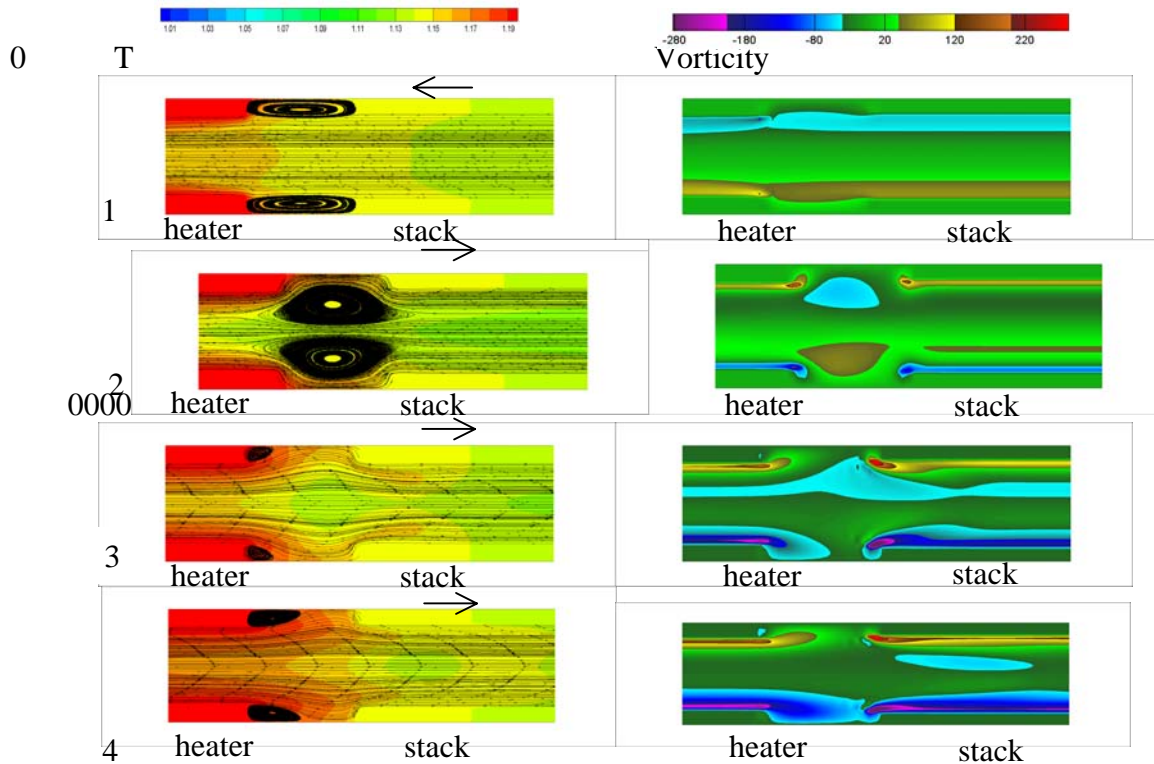 1.01 1.03 1.05 1.07 1.09 1.11 1.13 1.15 1.17 1.19
-280 -180 -80 20 120 220
0 T Vorticity
1
heater stack heater stack
2
0000 heater stack heater stack
3
heater stack heater stack
4 heater stack heater stack